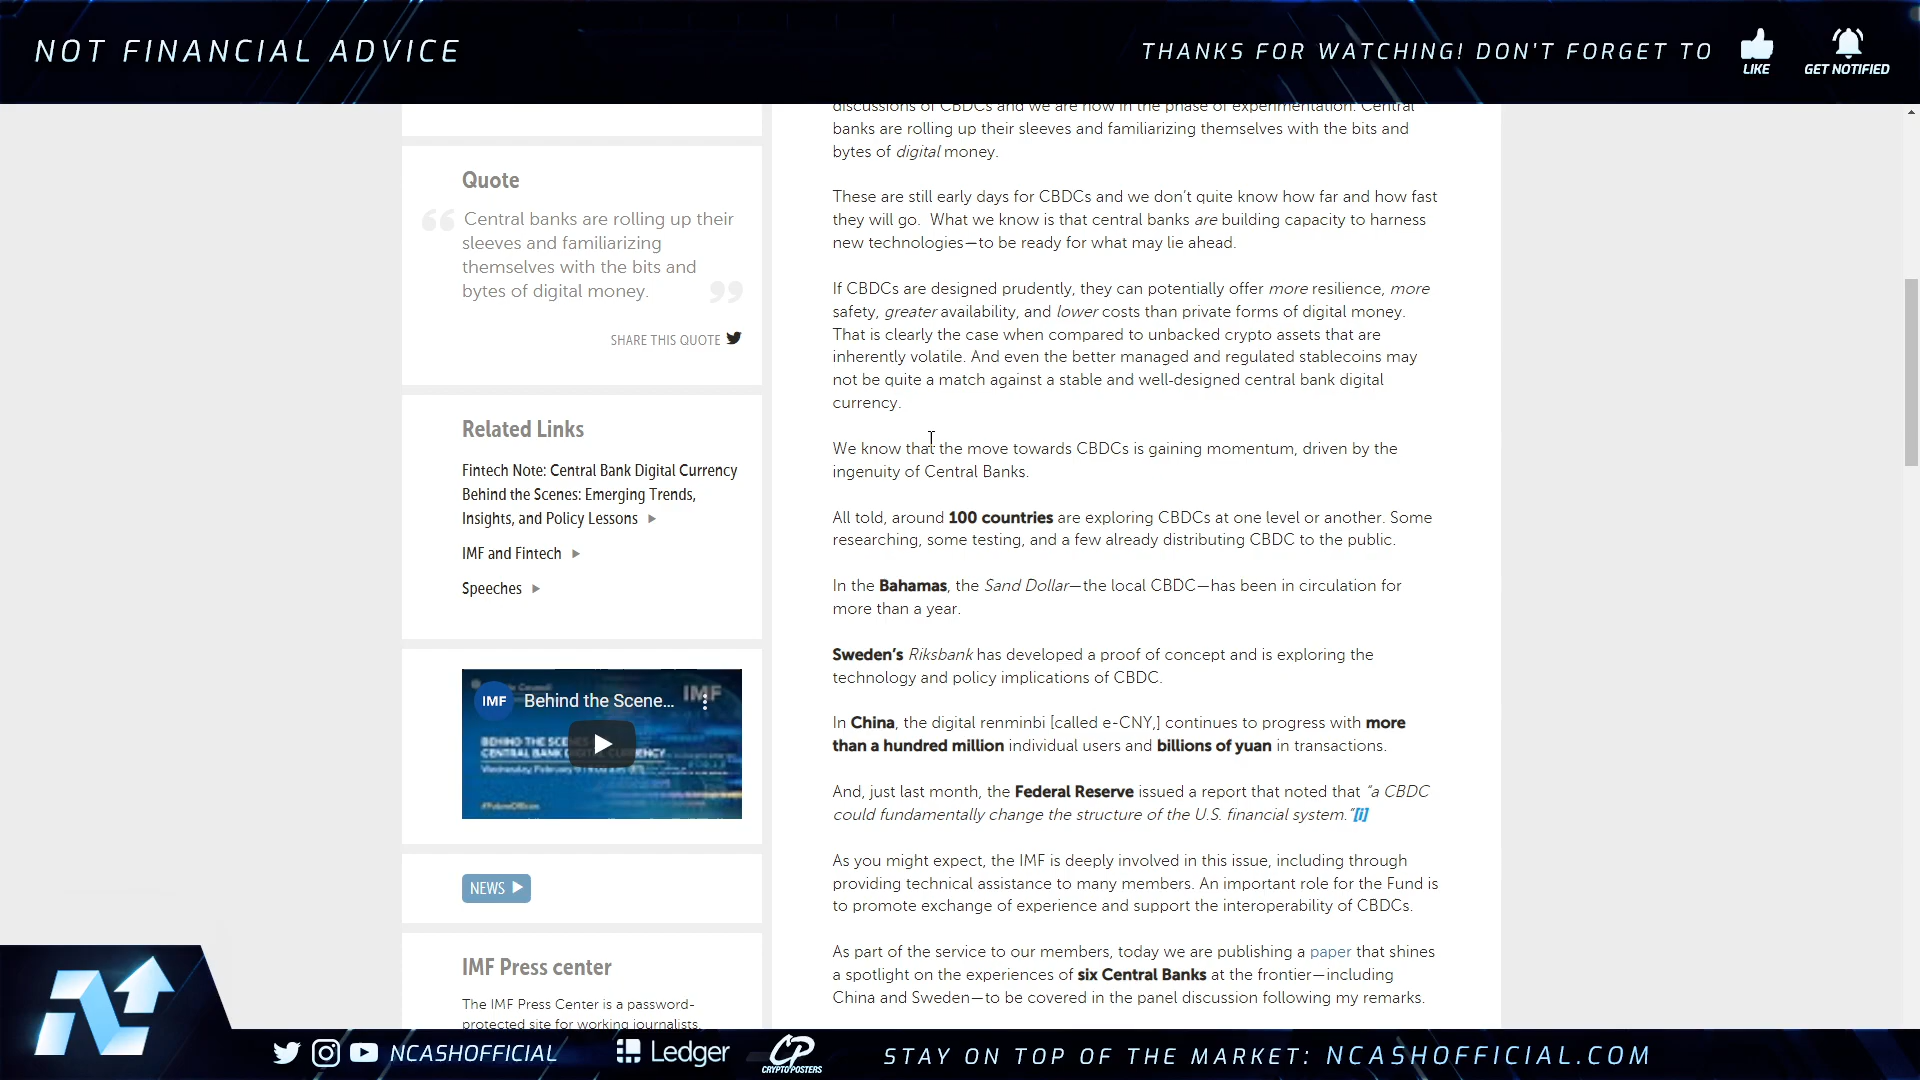 NOT FINANCIAL ADVICE
THANKS FOR WATCHING! DON'T FORGET TO
LIKE
GET NOTIFIED
Quote
Central banks are rolling up their
sleeves and familiarizing
themselves with the bits and
bytes of digital money.
SHARE THIS QUOTE
Related Links
Fintech Note: Central Bank Digital Currency
Behind the Scenes: Emerging Trends,
Insights, and Policy Lessons
IMF and Fintech
Speeches
IMF
Behind the Scene...
IMF
BEHIND THE SCENES
CENTRAL BANK DIGITAL CURRENCY
NEWS
IMF Press center
The IMF Press Center is a password-
protected site for working journalists.
discussions of CBDCs and we are now in the phase of experimentation. Central
banks are rolling up their sleeves and familiarizing themselves with the bits and
bytes of digital money.
These are still early days for CBDCs and we don’t quite know how far and how fast
they will go. What we know is that central banks are building capacity to harness
new technologies—to be ready for what may lie ahead.
If CBDCs are designed prudently, they can potentially offer more resilience, more
safety, greater availability, and lower costs than private forms of digital money.
That is clearly the case when compared to unbacked crypto assets that are
inherently volatile. And even the better managed and regulated stablecoins may
not be quite a match against a stable and well-designed central bank digital
currency.
We know that the move towards CBDCs is gaining momentum, driven by the
ingenuity of Central Banks.
All told, around 100 countries are exploring CBDCs at one level or another. Some
researching, some testing, and a few already distributing CBDC to the public.
In the Bahamas, the Sand Dollar—the local CBDC—has been in circulation for
more than a year.
Sweden’s Riksbank has developed a proof of concept and is exploring the
technology and policy implications of CBDC.
In China, the digital renminbi [called e-CNY,] continues to progress with more
than a hundred million individual users and billions of yuan in transactions.
And, just last month, the Federal Reserve issued a report that noted that “a CBDC
could fundamentally change the structure of the U.S. financial system.”[i]
As you might expect, the IMF is deeply involved in this issue, including through
providing technical assistance to many members. An important role for the Fund is
to promote exchange of experience and support the interoperability of CBDCs.
As part of the service to our members, today we are publishing a paper that shines
a spotlight on the experiences of six Central Banks at the frontier—including
China and Sweden—to be covered in the panel discussion following my remarks.
NCASHOFFICIAL
Ledger
CP
CRYPTOPOSTERS
STAY ON TOP OF THE MARKET: NCASHOFFICIAL.COM